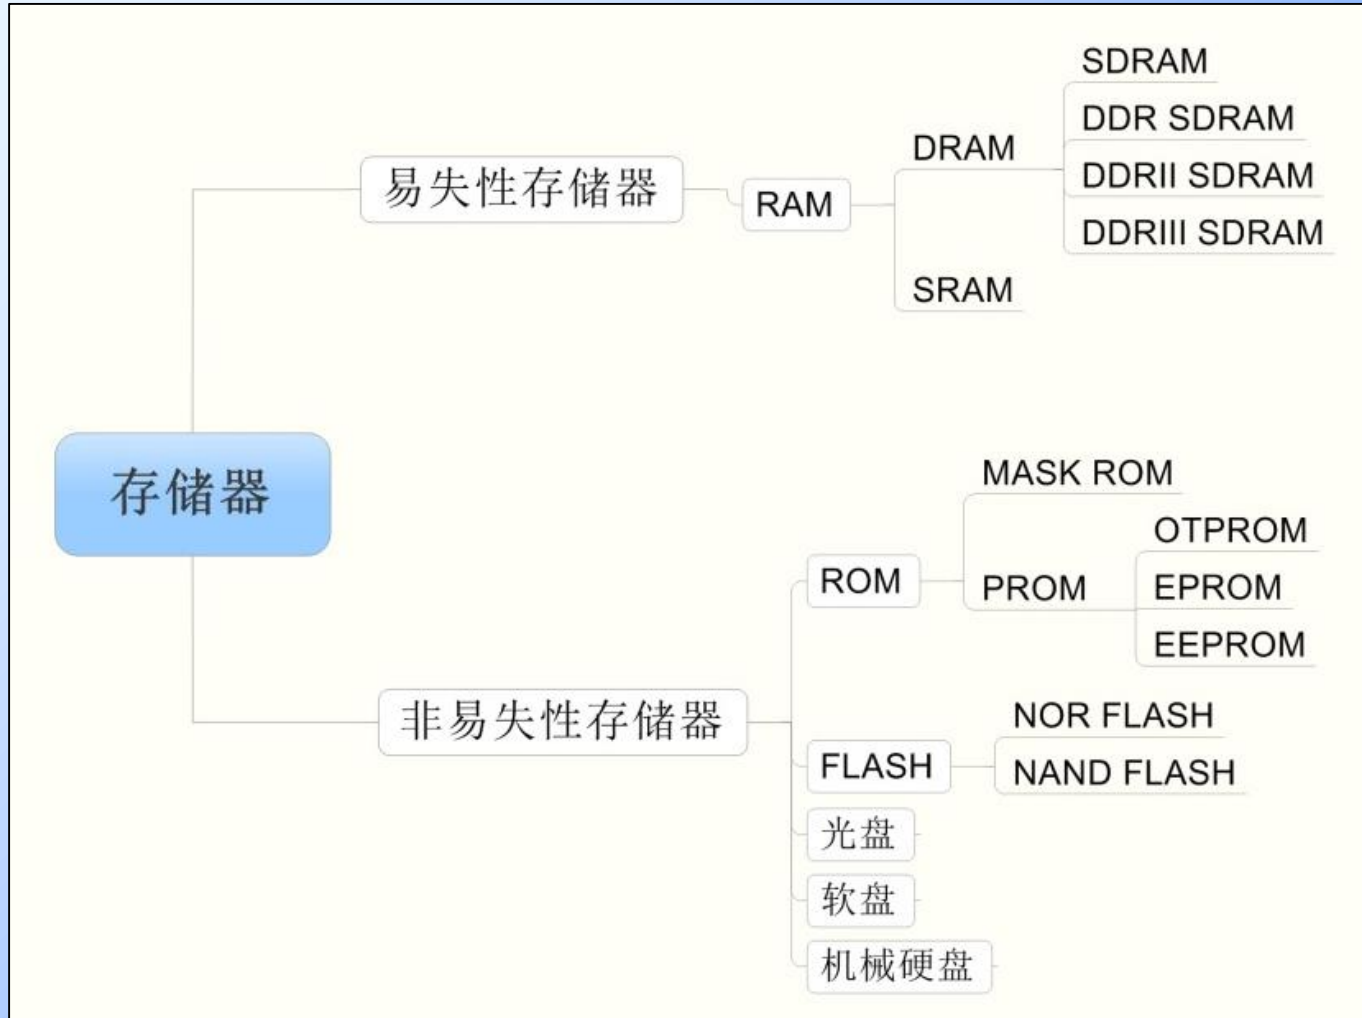 存储器
易失性存储器
RAM
DRAM
SDRAM
DDR SDRAM
DDRII SDRAM
DDRIII SDRAM
SRAM
非易失性存储器
ROM
MASK ROM
PROM
OTPROM
EPROM
EEPROM
FLASH
NOR FLASH
NAND FLASH
光盘
软盘
机械硬盘